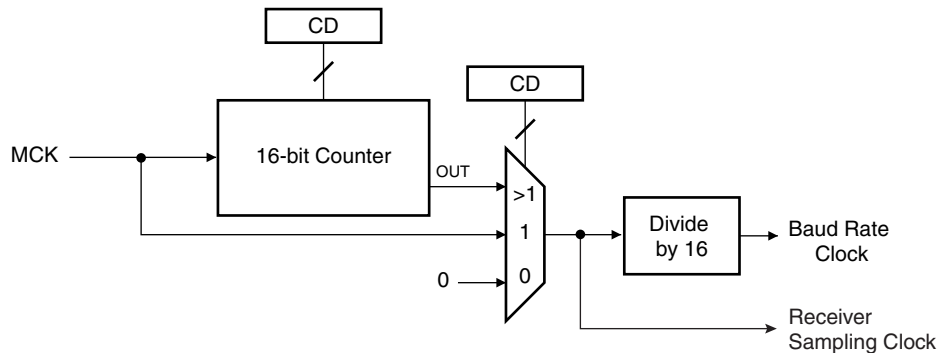 CD
CD
MCK
16-bit Counter
OUT
>1
1
0
0
Divide
by 16
Baud Rate
Clock
Receiver
Sampling Clock